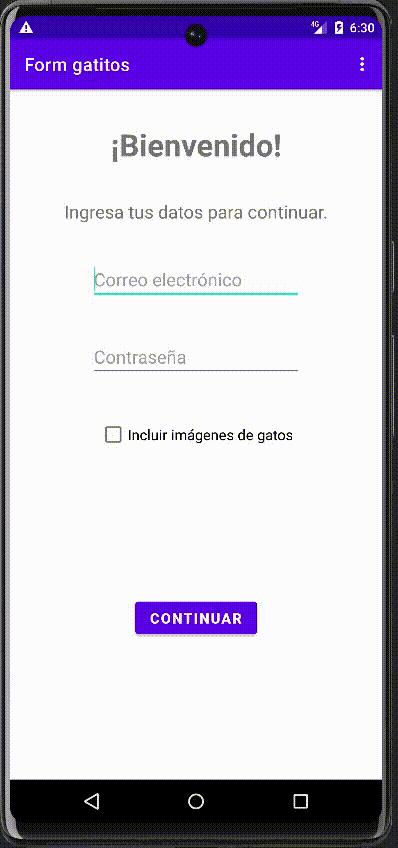 4G 6:30
Form gatitos
¡Bienvenido!
Ingresa tus datos para continuar.
Correo electrónico
Contraseña
Incluir imágenes de gatos
CONTINUAR